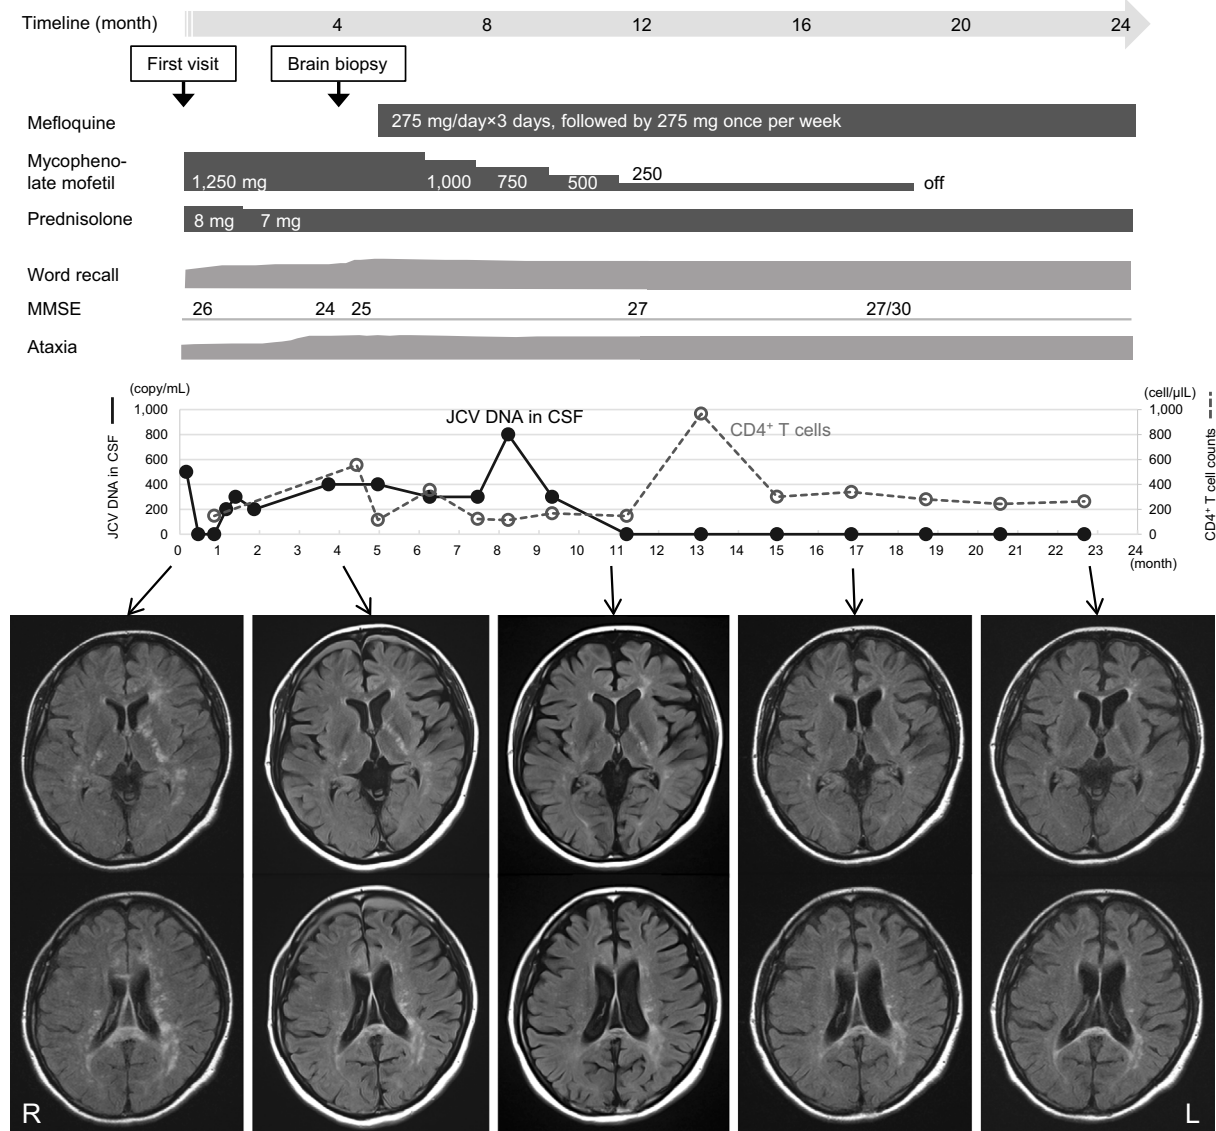 Timeline (month) 4 8 12 16 20 24
First visit Brain biopsy
Mefloquine 275 mg/day×3 days, followed by 275 mg once per week
Mycopheno-
late mofetil 1,250 mg 1,000 750 500 250 off
Prednisolone 8 mg 7 mg
Word recall
MMSE 26 24 25 27 27/30
Ataxia
(copy/mL) (cell/μlL)
JCV DNA in CSF
CD4⁺ T cells
JCV DNA in CSF
1,000 1,000
800 800
600 600
400 400
200 200
0 0
CD4⁺ T cell counts
0 1 2 3 4 5 6 7 8 9 10 11 12 13 14 15 16 17 18 19 20 21 22 23 24
(month)
R L